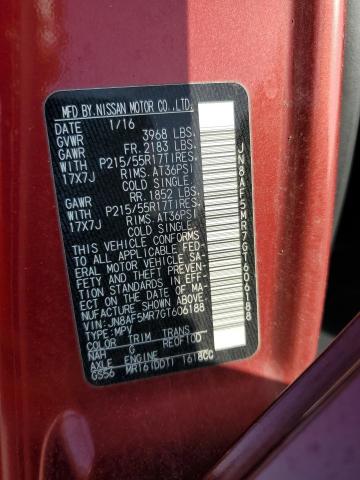 MFD BY.NISSAN MOTOR CO.,LTD.
DATE 1/16
GVWR 3968 LBS.
GAWR FR.2183 LBS.
WITH P215/55R17TIRES.
17X7J RIMS.AT36PSI
COLD SINGLE.
GAWR RR.1852 LBS.
WITH P215/55R17TIRES.
17X7J RIMS.AT36PSI
COLD SINGLE.
THIS VEHICLE CONFORMS
TO ALL APPLICABLE FED-
ERAL MOTOR VEHICLE SA-
FETY AND THEFT PREVEN-
TION STANDARDS IN EFF-
ECT ON THE DATE OF MA-
NUFACTURE SHOWN ABOVE.
VIN: JN8AF5MR7GT606188
TYPE:MPV
COLOR TRIM TRANS
NAH G RE0F10D
AXLE ENGINE
GS56 MR16(DDT) 1618CC
JN8AF5MR7GT606188